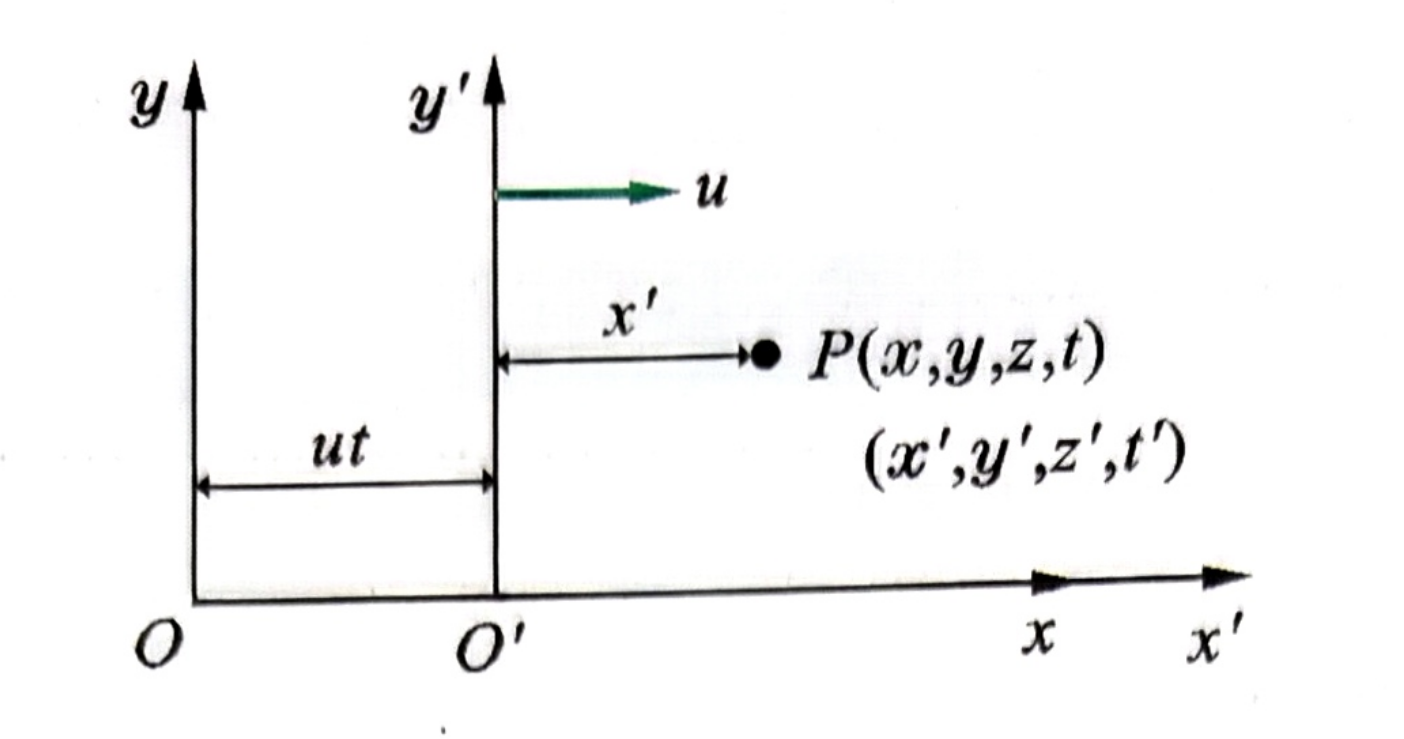 y
y'
u
x'
P(x,y,z,t)
(x',y',z',t')
ut
O
O'
x
x'